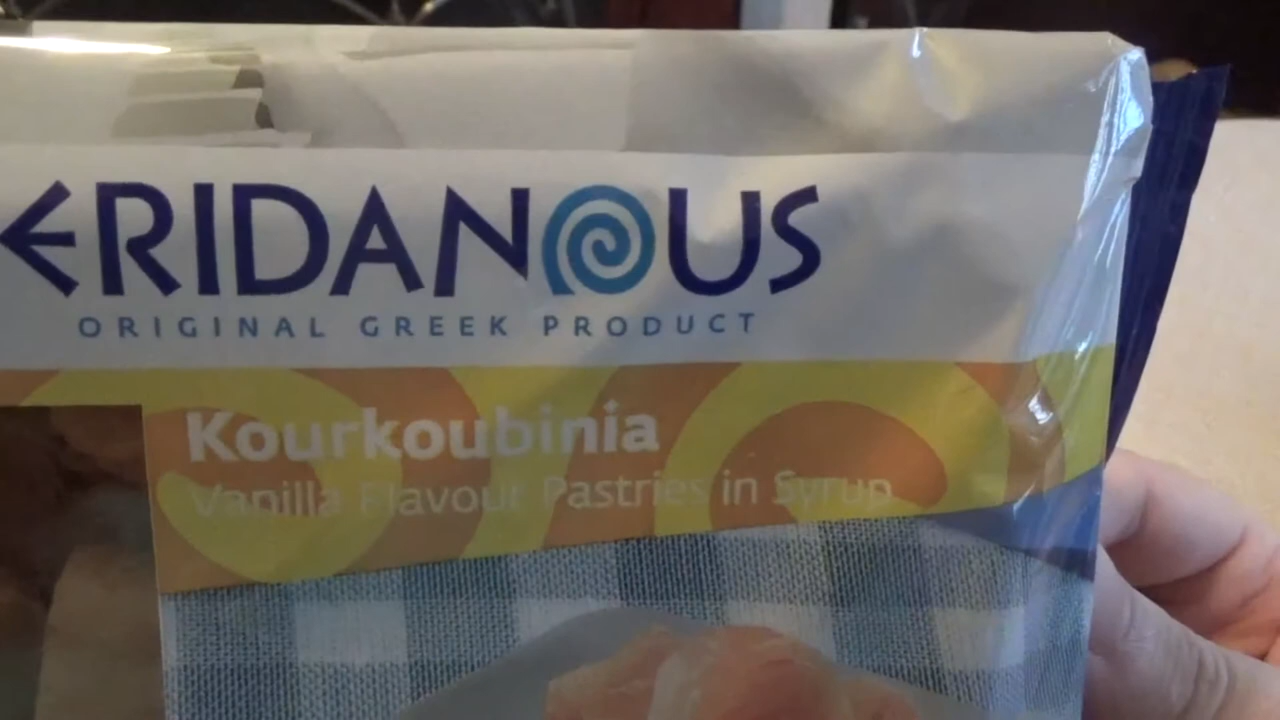 ERIDANOUS
ORIGINAL GREEK PRODUCT
Kourkoubinia
Vanilla Flavour Pastries in Syrup